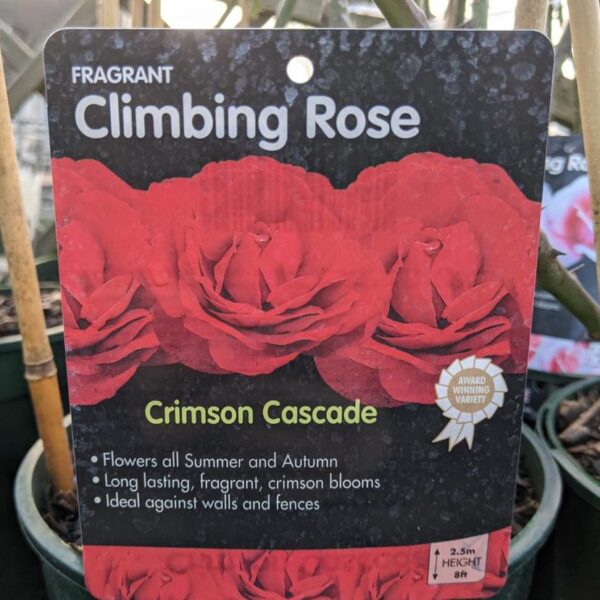 FRAGRANT
Climbing Rose
Crimson Cascade
AWARD
WINNING
VARIETY
• Flowers all Summer and Autumn
• Long lasting, fragrant, crimson blooms
• Ideal against walls and fences
2.5m
HEIGHT
8ft